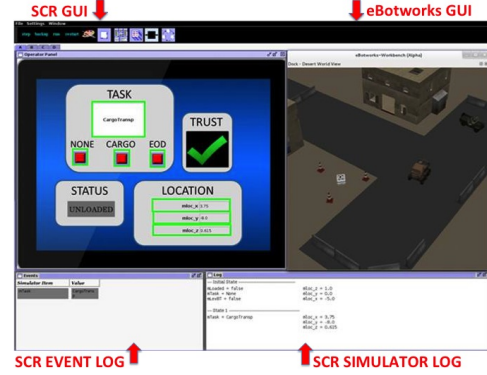 SCR GUI
eBotworks GUI
File Settings Window
Operator Panel
eBotworks-Workbench (Alpha)
Dock - Desert World View
TASK
CargoTransp
NONE CARGO EOD
TRUST
STATUS
UNLOADED
LOCATION
mloc_x 3.75
mloc_y -8.0
mloc_z 0.625
Events
Simulator Item Value
mTask CargoTrans
p
Log
--- Initial State
mLoaded = false mloc_x = 1.0
mTask = None mloc_y = 0.0
mloc_z = -5.0
--- State 1
mTask = CargoTransp mloc_x = 3.75
mloc_y = -8.0
mloc_z = 0.625
SCR EVENT LOG
SCR SIMULATOR LOG